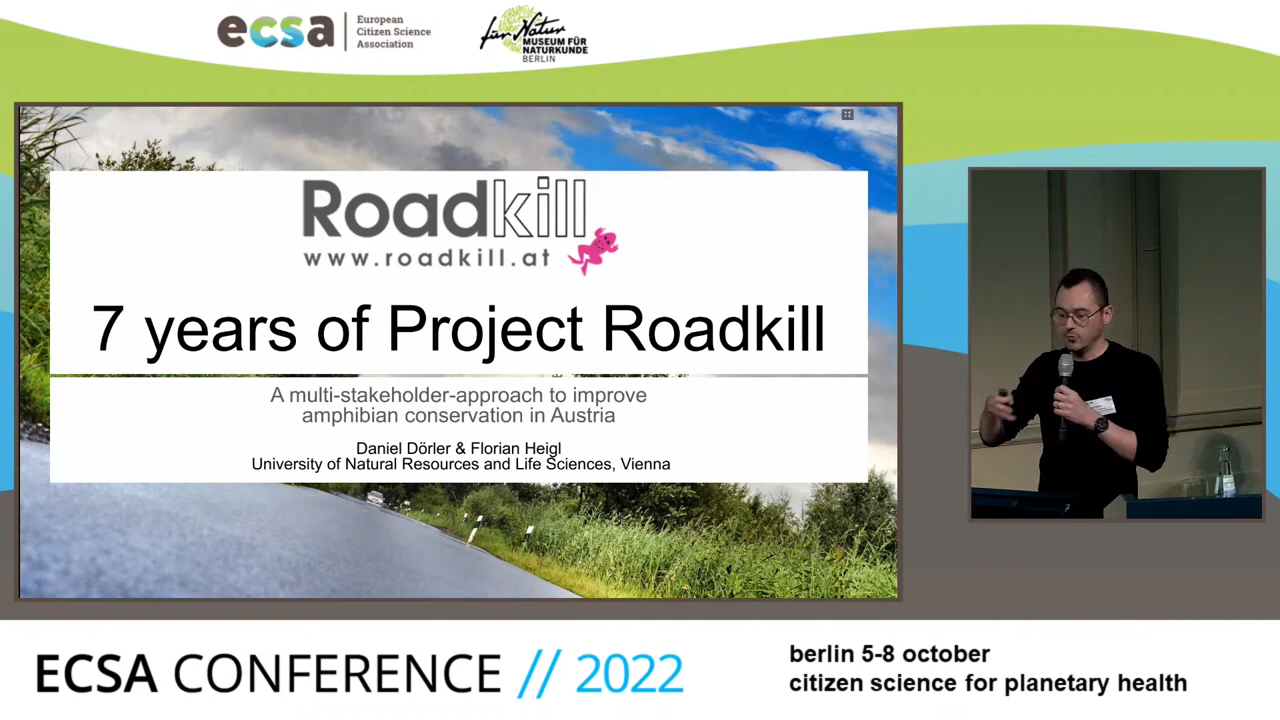 ecsa
European
Citizen Science
Association
für Natur
MUSEUM FÜR
NATURKUNDE
BERLIN
Roadkill
www.roadkill.at
7 years of Project Roadkill
A multi-stakeholder-approach to improve
amphibian conservation in Austria
Daniel Dörler & Florian Heigl
University of Natural Resources and Life Sciences, Vienna
ECSA CONFERENCE // 2022
berlin 5-8 october
citizen science for planetary health